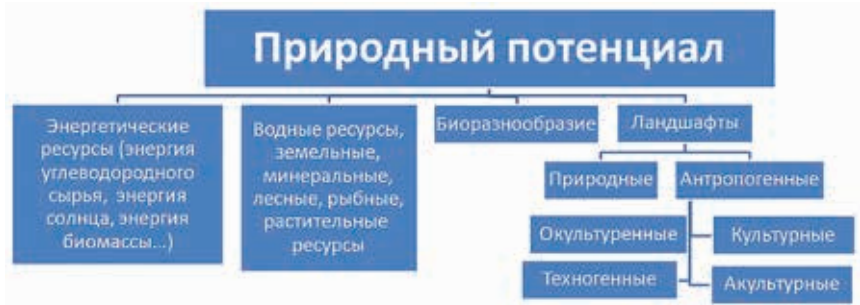 Природный потенциал
Энергетические
ресурсы (энергия
углеводородного
сырья, энергия
солнца, энергия
биомассы...)
Водные ресурсы,
земельные,
минеральные,
лесные, рыбные,
растительные
ресурсы
Биоразнообразие
Ландшафты
Природные
Антропогенные
Окультуренные
Культурные
Техногенные
Акультурные